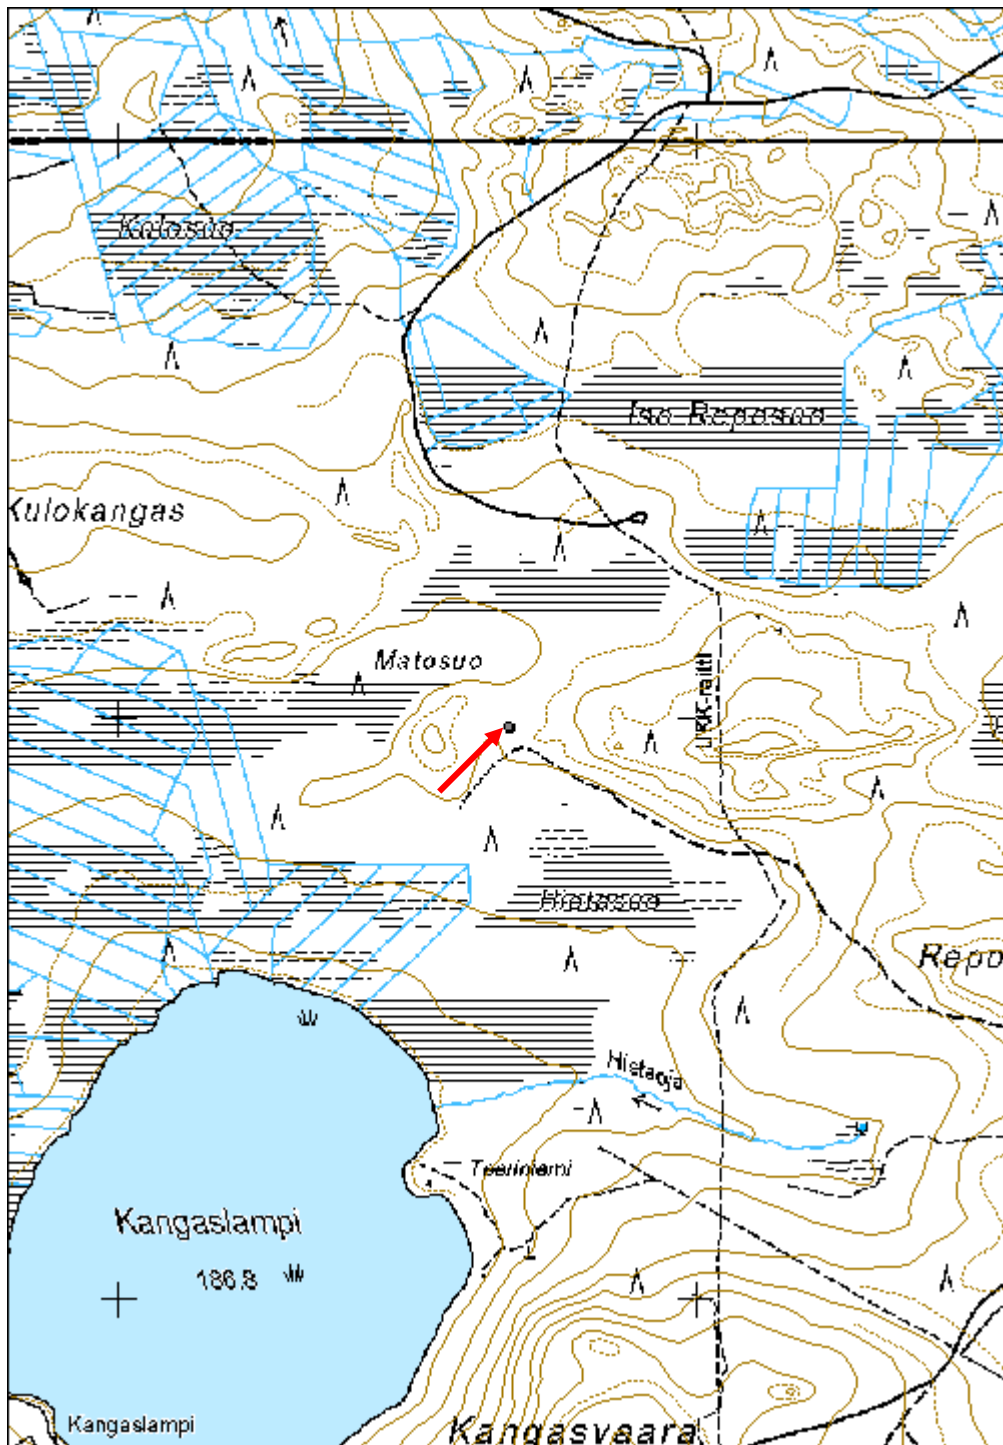 Kulosuo
Iso Reposuo
Kulokangas
Matosuo
UKK-reitti
Hietasuo
Repo
Hietaoja
Teeriniemi
Kangaslampi
186.8
Kangaslampi
Kangasvaara